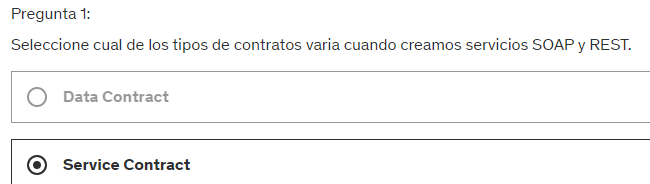 Pregunta 1:
Seleccione cual de los tipos de contratos varia cuando creamos servicios SOAP y REST.
Data Contract
Service Contract